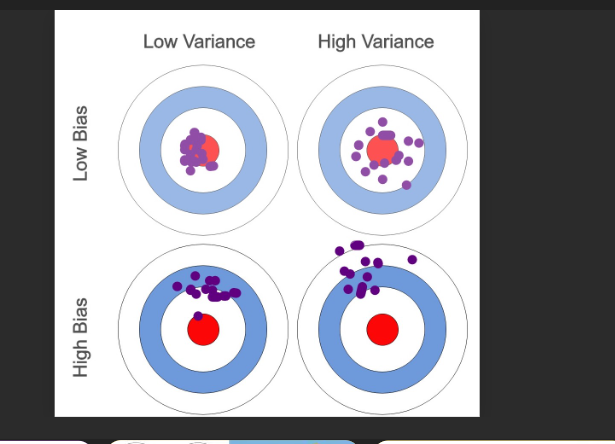 Low Variance
High Variance
Low Bias
High Bias